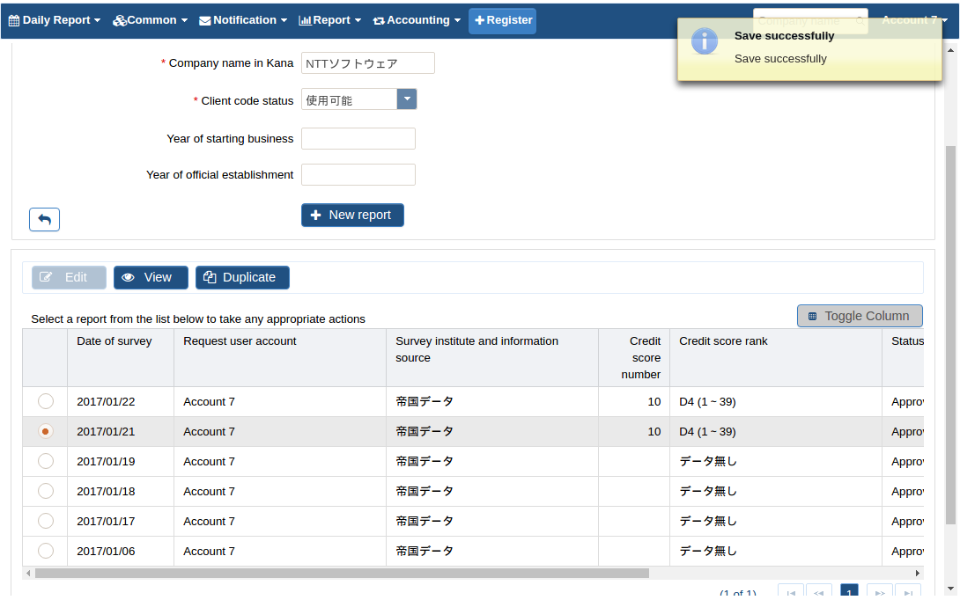 Daily Report Common Notification Report Accounting Register Company name Account 7
Save successfully
Save successfully
* Company name in Kana NTTソフトウェア
* Client code status 使用可能
Year of starting business
Year of official establishment
New report
Edit View Duplicate
Select a report from the list below to take any appropriate actions
Toggle Column
Date of survey Request user account Survey institute and information source Credit score number Credit score rank Status
2017/01/22 Account 7 帝国データ 10 D4 (1 ~ 39) Appro
2017/01/21 Account 7 帝国データ 10 D4 (1 ~ 39) Appro
2017/01/19 Account 7 帝国データ データ無し Appro
2017/01/18 Account 7 帝国データ データ無し Appro
2017/01/17 Account 7 帝国データ データ無し Appro
2017/01/06 Account 7 帝国データ データ無し Appro
(1 of 1) 1